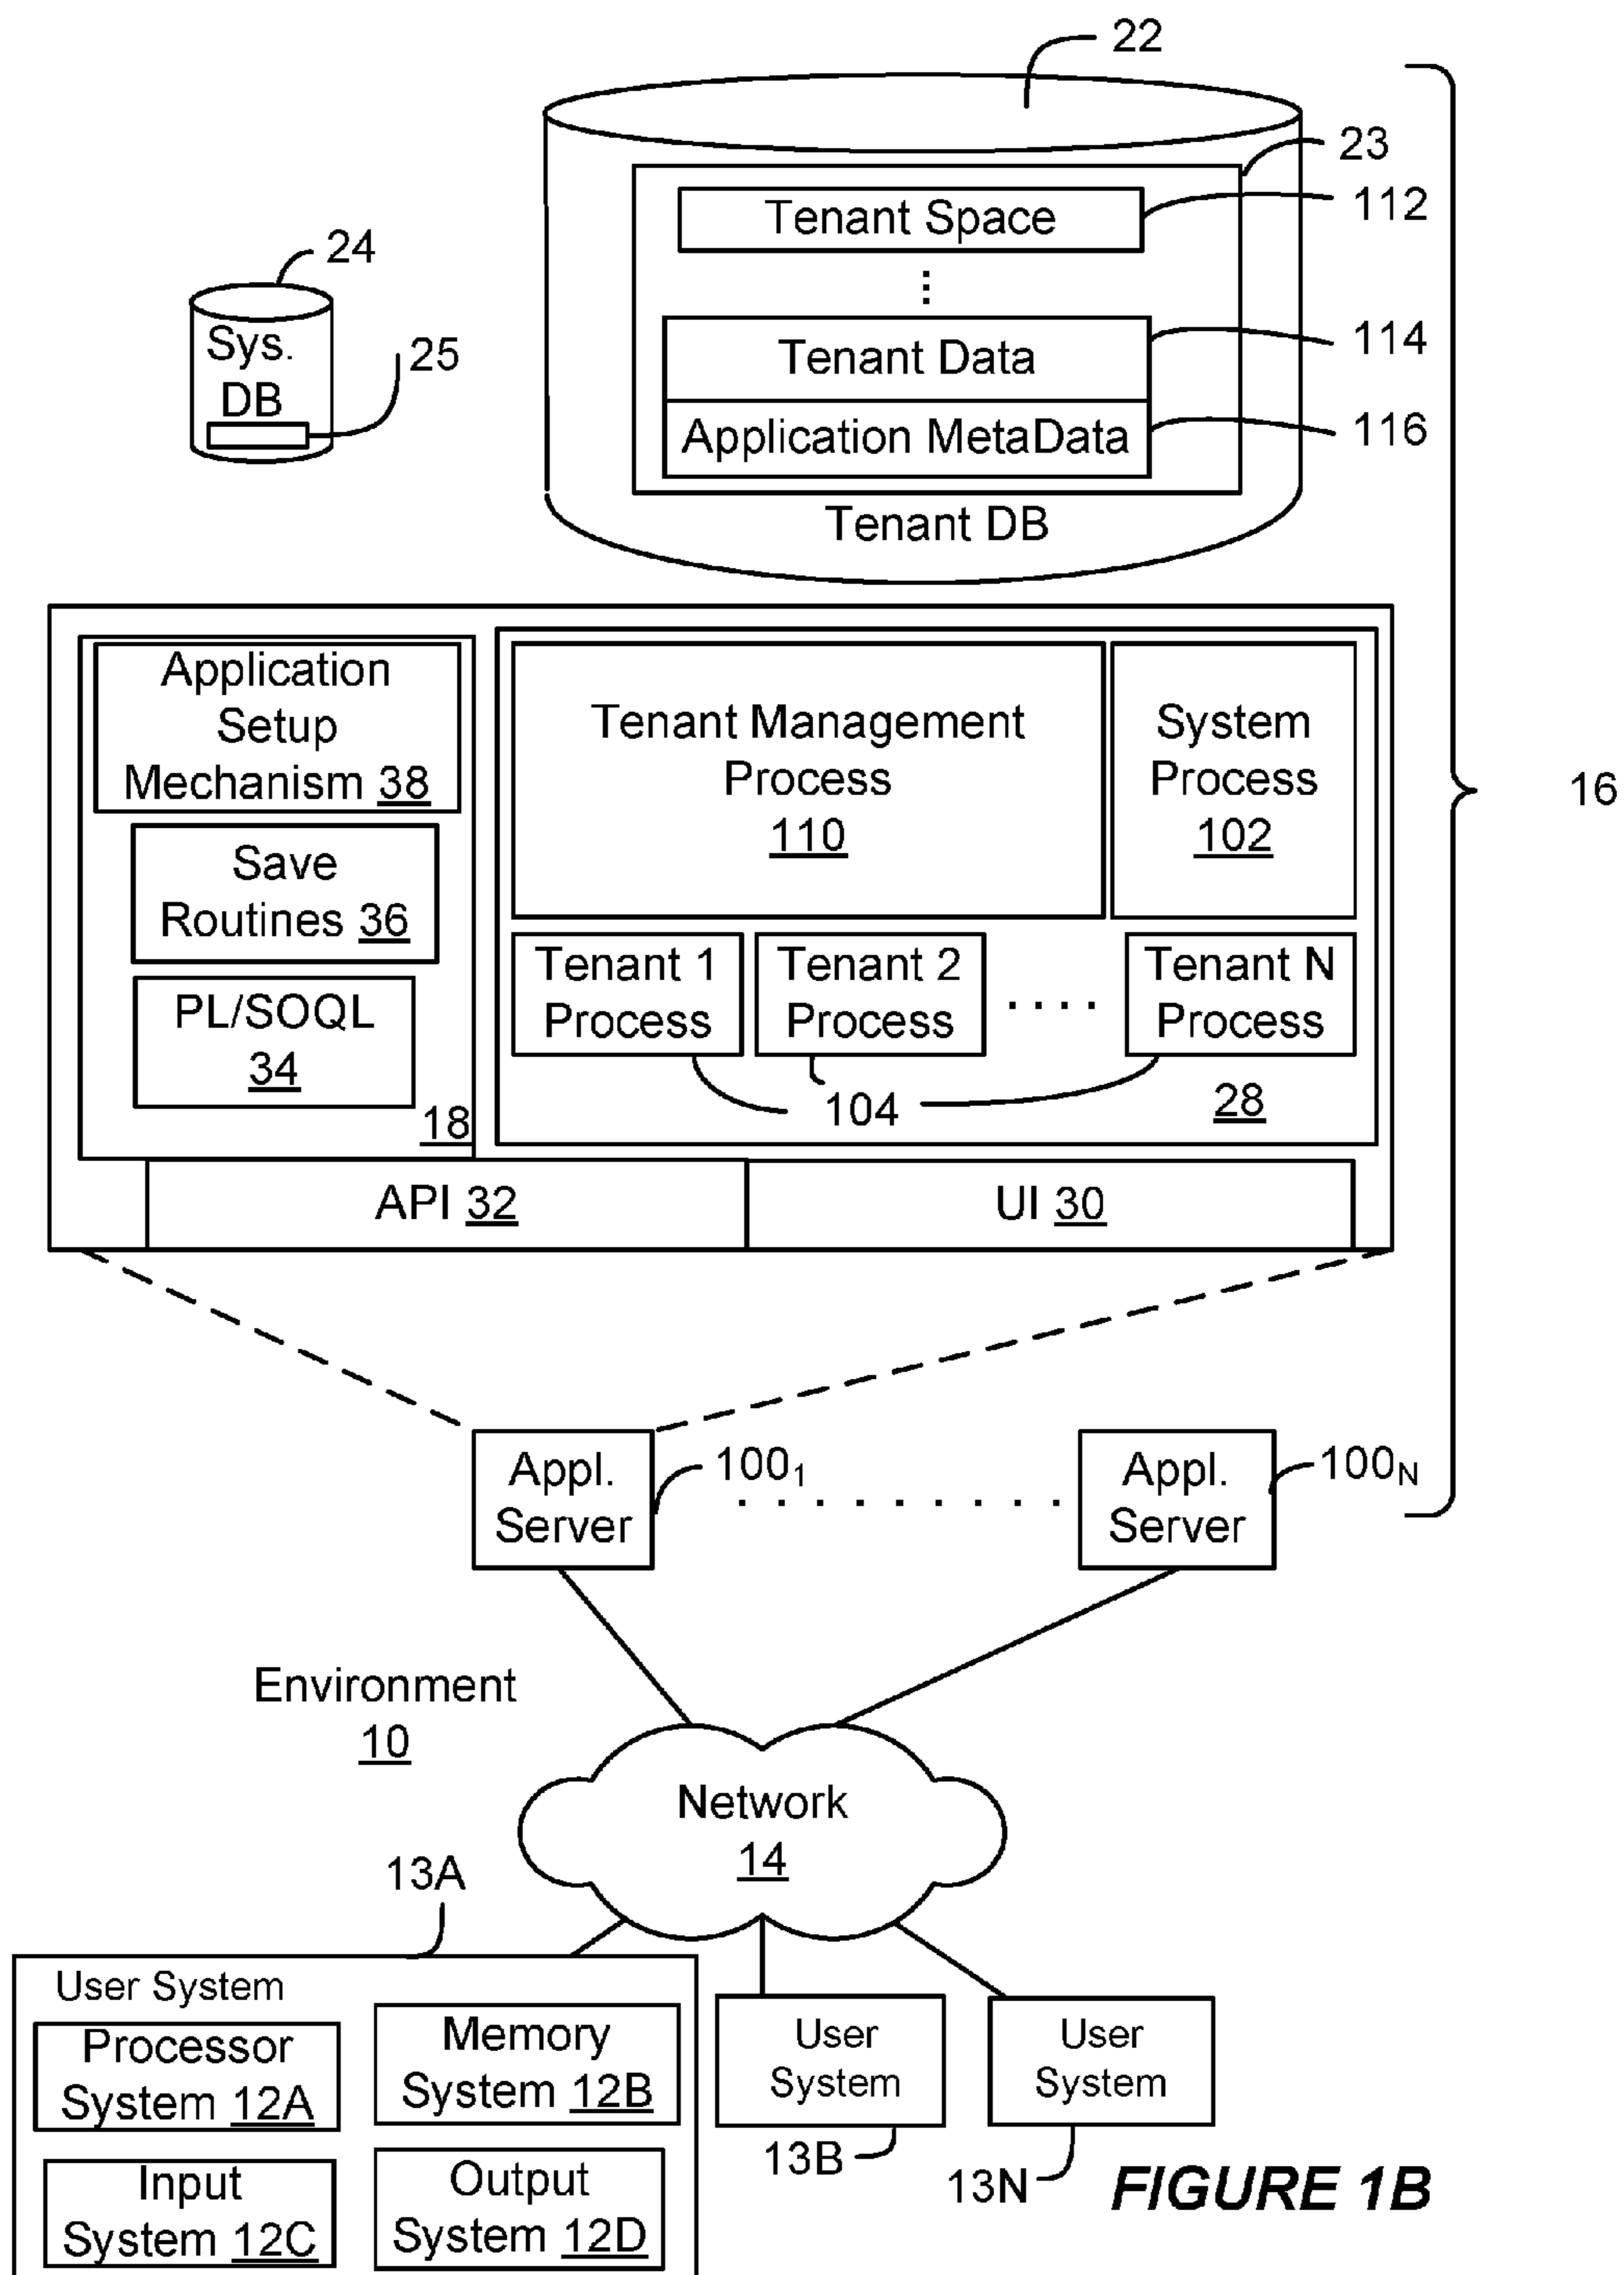 22
23
Tenant Space
112
24
Sys.
DB
25
Tenant Data
114
Application MetaData
116
Tenant DB
16
Application
Setup
Mechanism 38
Save
Routines 36
PL/SOQL
34
18
Tenant Management
Process
110
System
Process
102
Tenant 1
Process
Tenant 2
Process
Tenant N
Process
104
28
API 32
UI 30
Appl.
Server
100₁
Appl.
Server
100ₙ
Environment
10
Network
14
13A
User System
Processor
System 12A
Memory
System 12B
Input
System 12C
Output
System 12D
User
System
13B
User
System
13N
FIGURE 1B